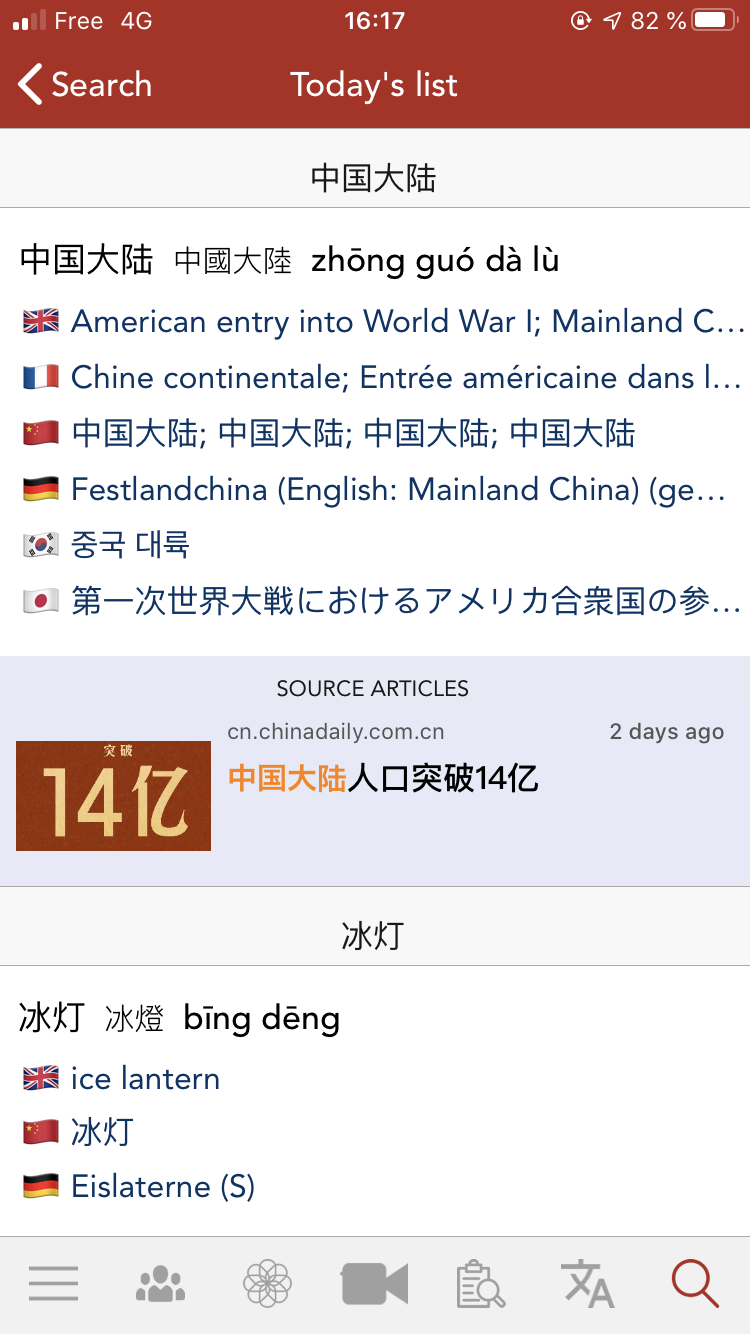 Free 4G 16:17 82 %
Search Today's list
中国大陆
中国大陆 中國大陸 zhōng guó dà lù
American entry into World War I; Mainland C...
Chine continentale; Entrée américaine dans l...
中国大陆; 中国大陆; 中国大陆; 中国大陆
Festlandchina (English: Mainland China) (ge...
중국 대륙
第一次世界大戦におけるアメリカ合衆国の参...
SOURCE ARTICLES
cn.chinadaily.com.cn 2 days ago
突破
14亿
中国大陆人口突破14亿
冰灯
冰灯 冰燈 bīng dēng
ice lantern
冰灯
Eislaterne (S)
文A